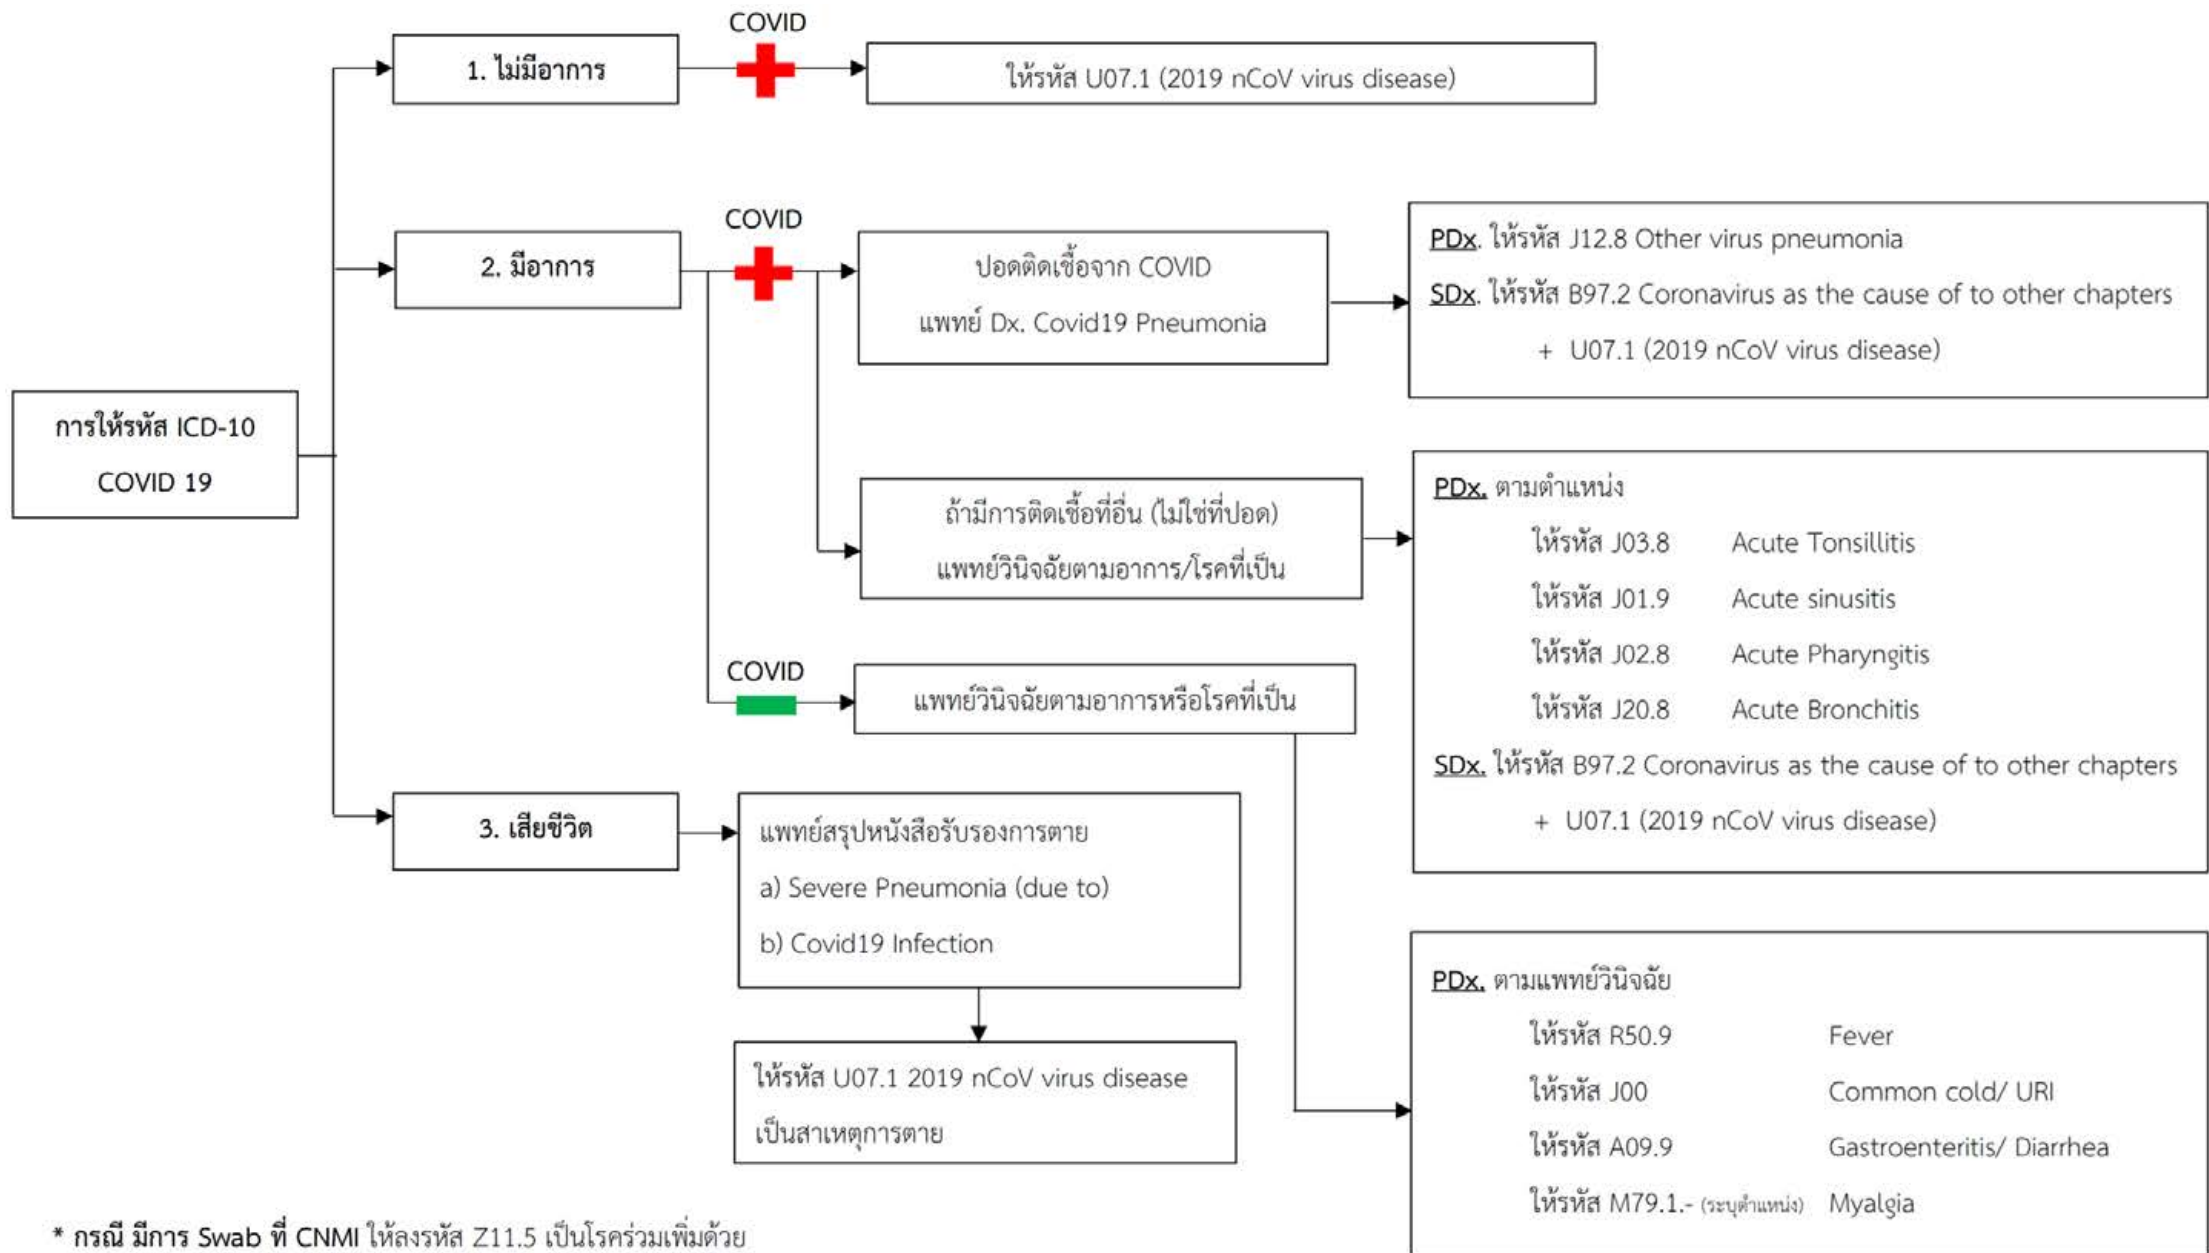 การให้รหัส ICD-10
COVID 19
1. ไม่มีอาการ
COVID
ให้รหัส U07.1 (2019 nCoV virus disease)
2. มีอาการ
COVID
ปอดติดเชื้อจาก COVID
แพทย์ Dx. Covid19 Pneumonia
PDx. ให้รหัส J12.8 Other virus pneumonia
SDx. ให้รหัส B97.2 Coronavirus as the cause of to other chapters
+ U07.1 (2019 nCoV virus disease)
ถ้ามีการติดเชื้อที่อื่น (ไม่ใช่ที่ปอด)
แพทย์วินิจฉัยตามอาการ/โรคที่เป็น
PDx. ตามตำแหน่ง
ให้รหัส J03.8 Acute Tonsillitis
ให้รหัส J01.9 Acute sinusitis
ให้รหัส J02.8 Acute Pharyngitis
ให้รหัส J20.8 Acute Bronchitis
SDx. ให้รหัส B97.2 Coronavirus as the cause of to other chapters
+ U07.1 (2019 nCoV virus disease)
COVID
แพทย์วินิจฉัยตามอาการหรือโรคที่เป็น
PDx. ตามแพทย์วินิจฉัย
ให้รหัส R50.9 Fever
ให้รหัส J00 Common cold/ URI
ให้รหัส A09.9 Gastroenteritis/ Diarrhea
ให้รหัส M79.1.- (ระบุตำแหน่ง) Myalgia
3. เสียชีวิต
แพทย์สรุปหนังสือรับรองการตาย
a) Severe Pneumonia (due to)
b) Covid19 Infection
ให้รหัส U07.1 2019 nCoV virus disease
เป็นสาเหตุการตาย
* กรณี มีการ Swab ที่ CNMI ให้ลงรหัส Z11.5 เป็นโรคร่วมเพิ่มด้วย